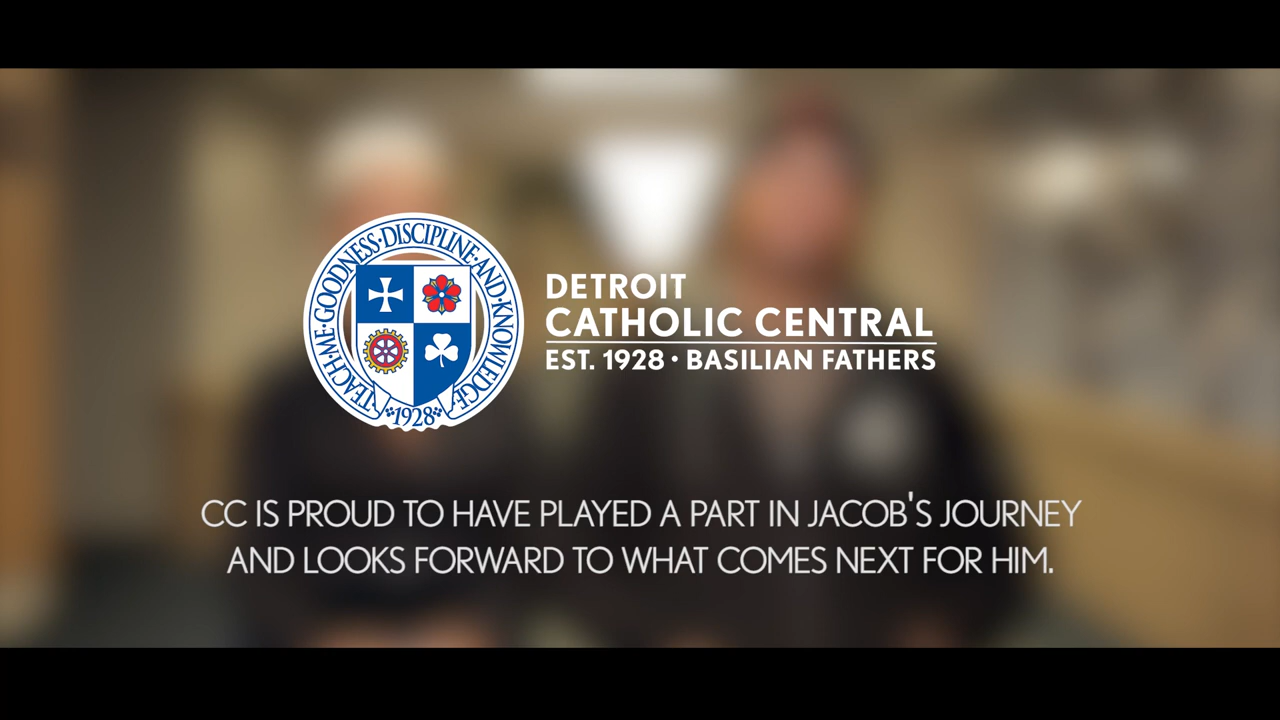 TEACH·ME·GOODNESS·DISCIPLINE·AND·KNOWLEDGE
1928
DETROIT
CATHOLIC CENTRAL
EST. 1928 · BASILIAN FATHERS
CC IS PROUD TO HAVE PLAYED A PART IN JACOB'S JOURNEY
AND LOOKS FORWARD TO WHAT COMES NEXT FOR HIM.